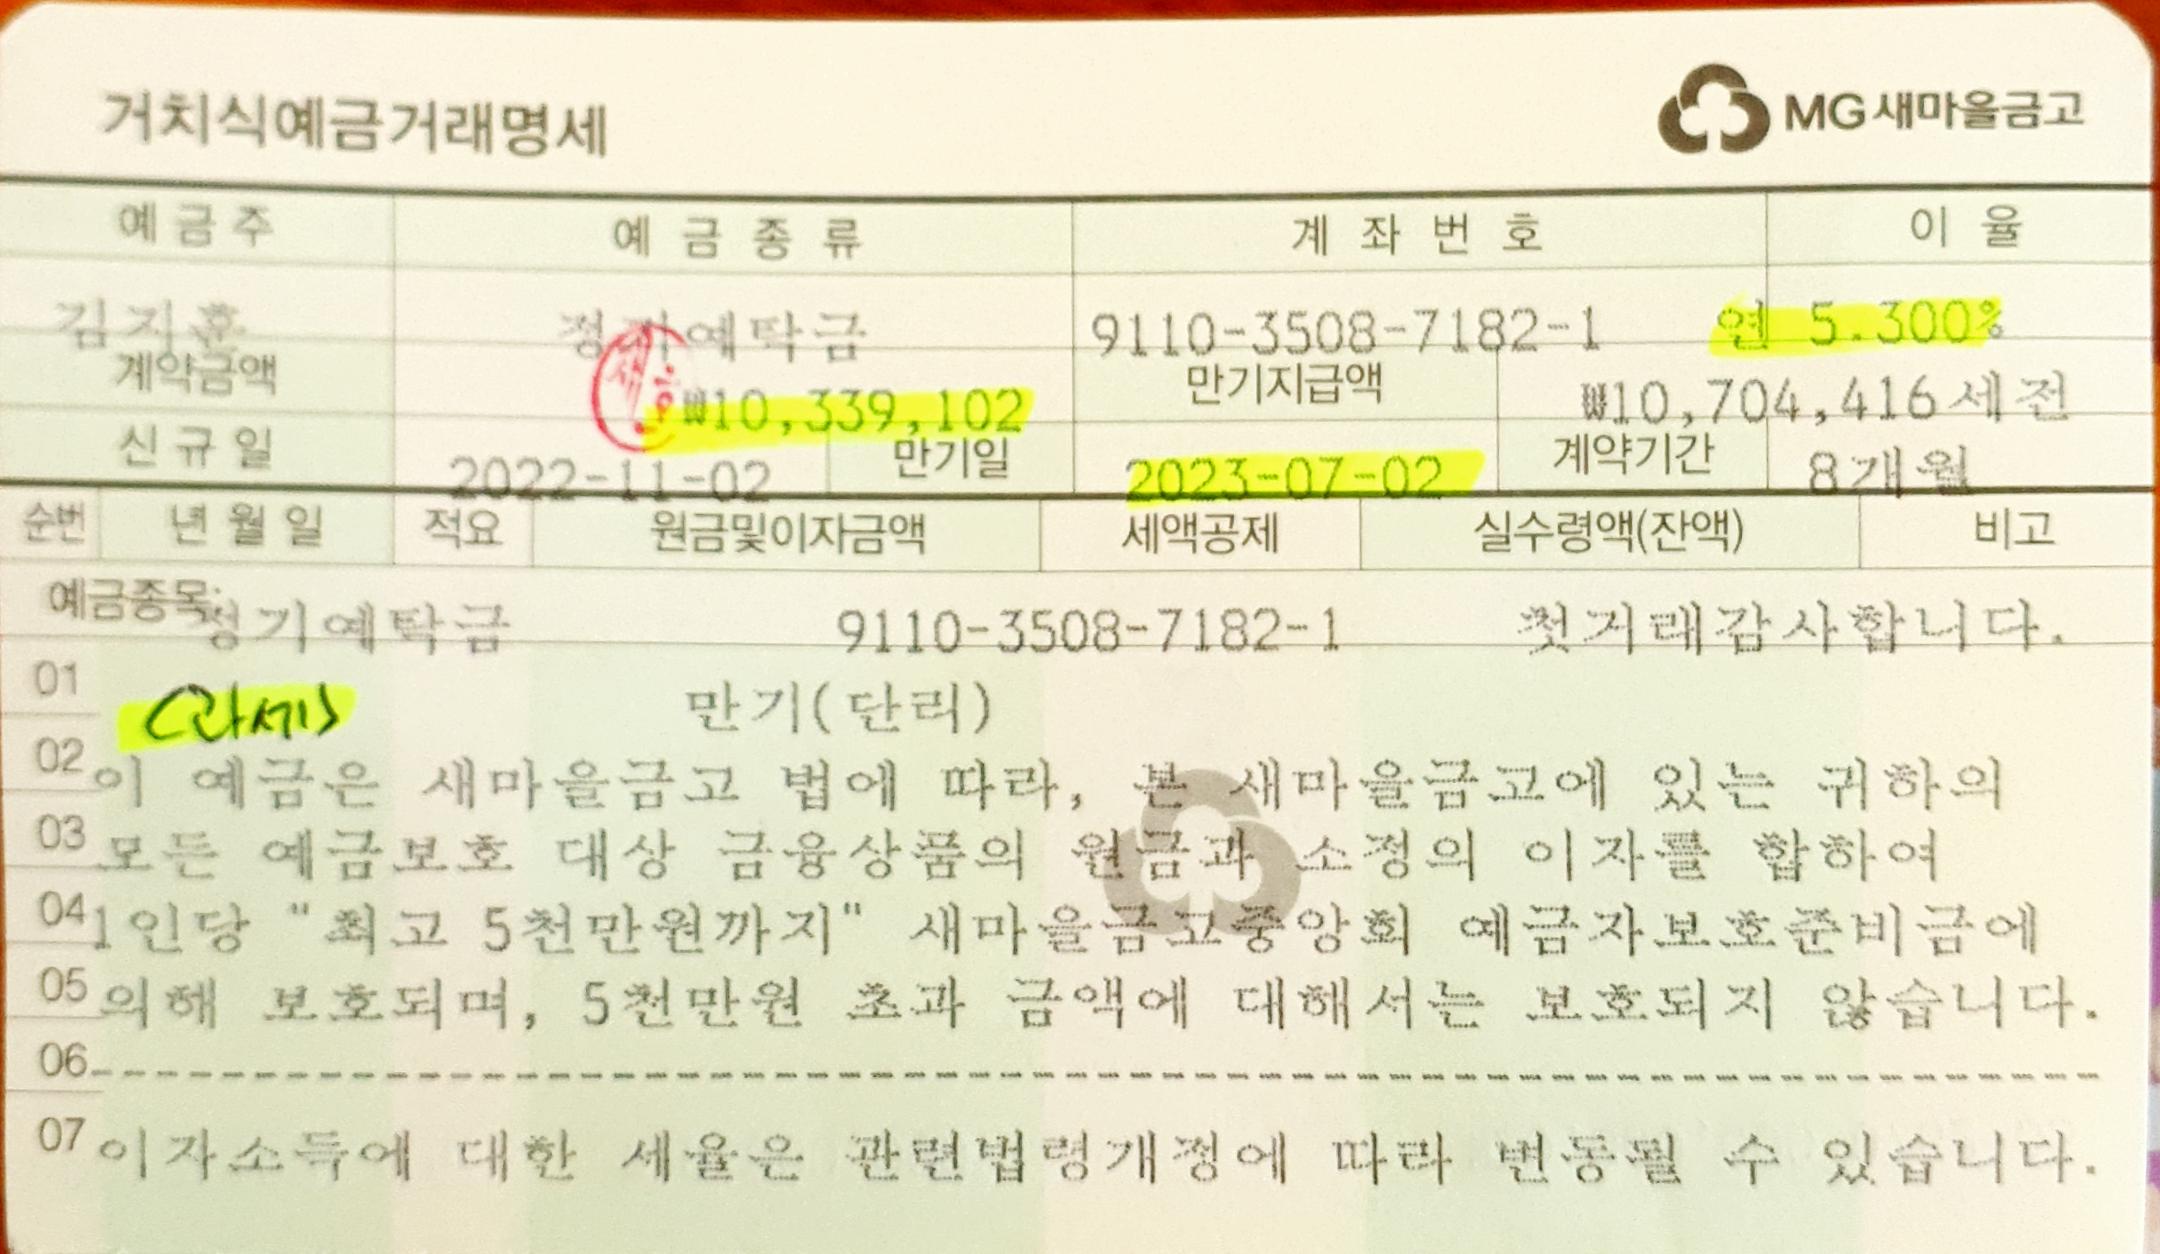 거치식예금거래명세
MG새마을금고
예금주 예금종류 계좌번호 이율
김지훈 정기예탁금 9110-3508-7182-1 연 5.300%
계약금액 ₩10,339,102 만기지급액 ₩10,704,416세전
신규일 2022-11-02 만기일 2023-07-02 계약기간 8개월
순번 년월일 적요 원금및이자금액 세액공제 실수령액(잔액) 비고
예금종목: 정기예탁금 9110-3508-7182-1 첫거래감사합니다.
01 (과세) 만기(단리)
02 이 예금은 새마을금고 법에 따라, 본 새마을금고에 있는 귀하의
03 모든 예금보호 대상 금융상품의 원금과 소정의 이자를 합하여
04 1인당 "최고 5천만원까지" 새마을금고중앙회 예금자보호준비금에
05 의해 보호되며, 5천만원 초과 금액에 대해서는 보호되지 않습니다.
06 --------------------------------
07 이자소득에 대한 세율은 관련법령개정에 따라 변동될 수 있습니다.